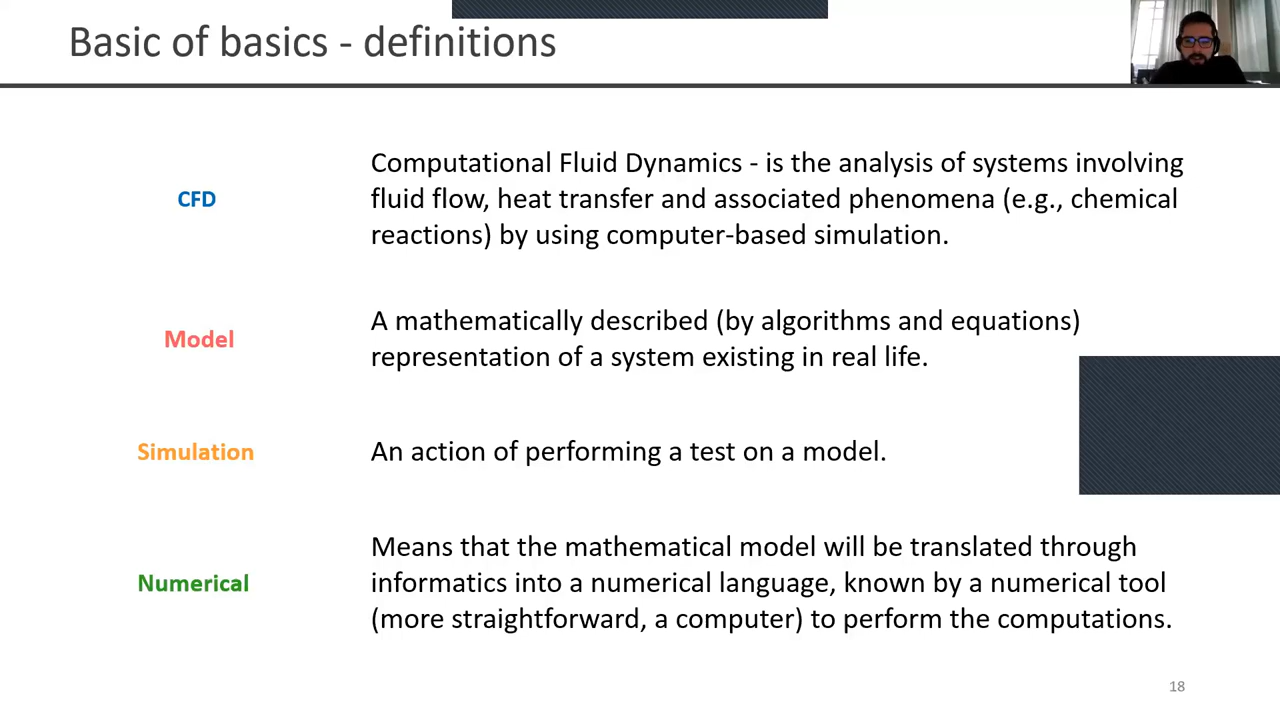 Basic of basics - definitions
CFD
Computational Fluid Dynamics - is the analysis of systems involving
fluid flow, heat transfer and associated phenomena (e.g., chemical
reactions) by using computer-based simulation.
Model
A mathematically described (by algorithms and equations)
representation of a system existing in real life.
Simulation
An action of performing a test on a model.
Numerical
Means that the mathematical model will be translated through
informatics into a numerical language, known by a numerical tool
(more straightforward, a computer) to perform the computations.
18